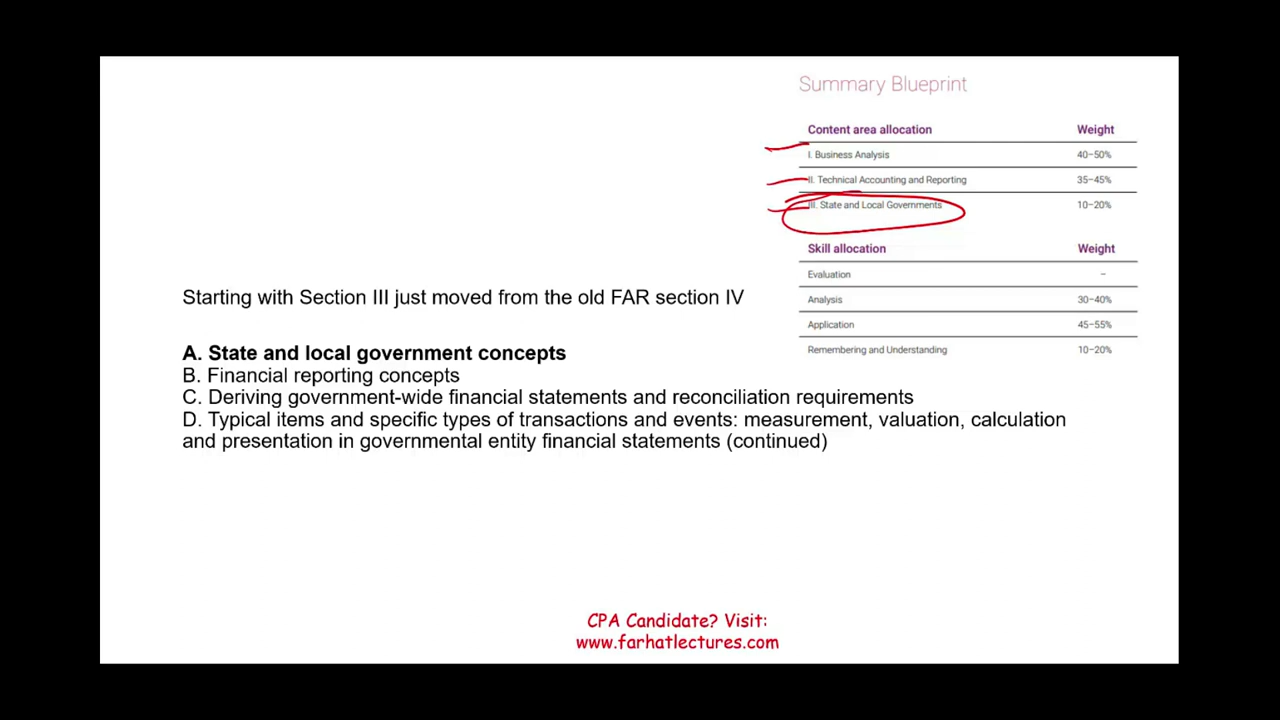 Summary Blueprint
Content area allocation Weight
I. Business Analysis 40–50%
II. Technical Accounting and Reporting 35–45%
III. State and Local Governments 10–20%
Skill allocation Weight
Evaluation –
Analysis 30–40%
Application 45–55%
Remembering and Understanding 10–20%
Starting with Section III just moved from the old FAR section IV
A. State and local government concepts
B. Financial reporting concepts
C. Deriving government-wide financial statements and reconciliation requirements
D. Typical items and specific types of transactions and events: measurement, valuation, calculation
and presentation in governmental entity financial statements (continued)
CPA Candidate? Visit:
www.farhatlectures.com